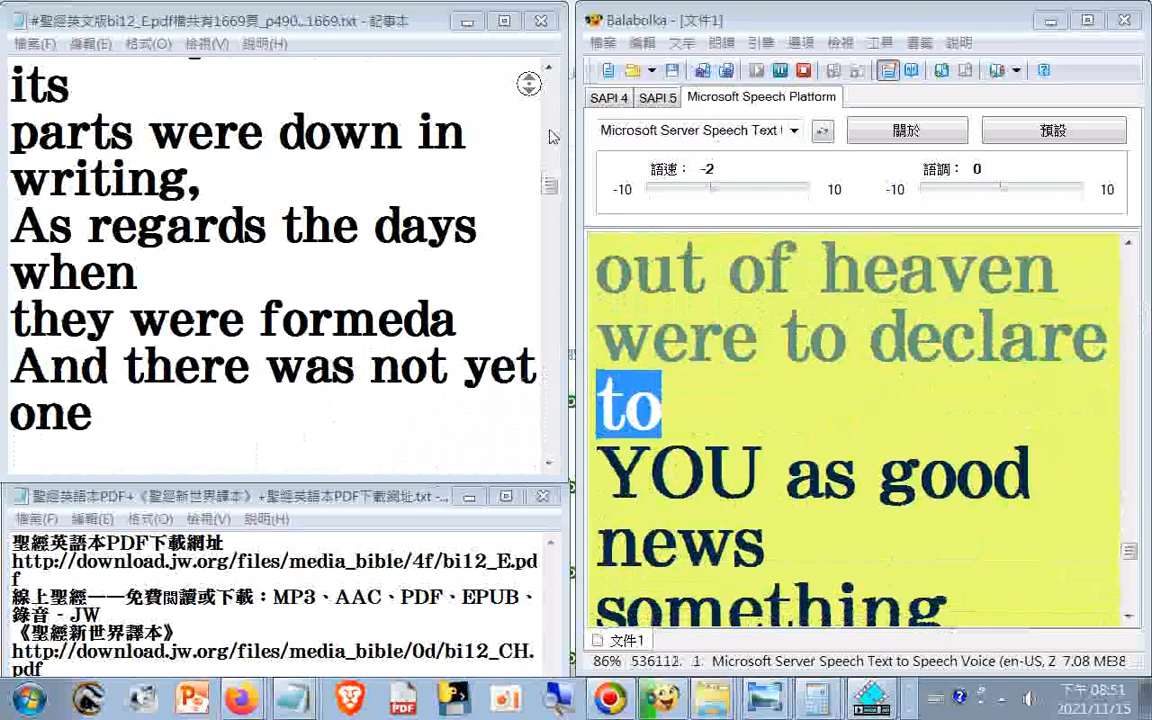 #聖經英文版bi12_E.pdf檔共有1669頁_p490...1669.txt - 記事本
檔案(F) 編輯(E) 格式(O) 檢視(V) 說明(H)
its
parts were down in
writing,
As regards the days
when
they were formeda
And there was not yet
one
聖經英語本PDF+《聖經新世界譯本》+聖經英語本PDF下載網址.txt -...
檔案(F) 編輯(E) 格式(O) 檢視(V) 說明(H)
聖經英語本PDF下載網址
http://download.jw.org/files/media_bible/4f/bi12_E.pd
f
線上聖經——免費閱讀或下載：MP3、AAC、PDF、EPUB、
錄音 - JW
《聖經新世界譯本》
http://download.jw.org/files/media_bible/0d/bi12_CH.
pdf
Balabolka - [文件1]
檔案 編輯 文字 朗讀 引擎 選項 檢視 工具 書籤 說明
SAPI 4 SAPI 5 Microsoft Speech Platform
Microsoft Server Speech Text 關於 預設
語速： -2 語調： 0
-10 10 -10 10
out of heaven
were to declare
to
YOU as good
news
something
文件1
86% 536112. 1. Microsoft Server Speech Text to Speech Voice (en-US, Z 7.08 ME38
下午 08:51
2021/11/15